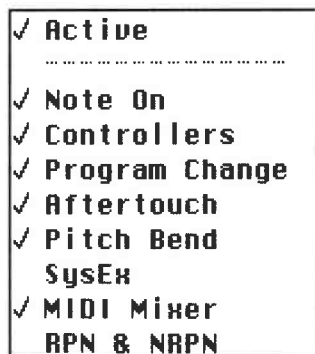 ✓ Active
✓ Note On
✓ Controllers
✓ Program Change
✓ Aftertouch
✓ Pitch Bend
SysEx
✓ MIDI Mixer
RPN & NRPN